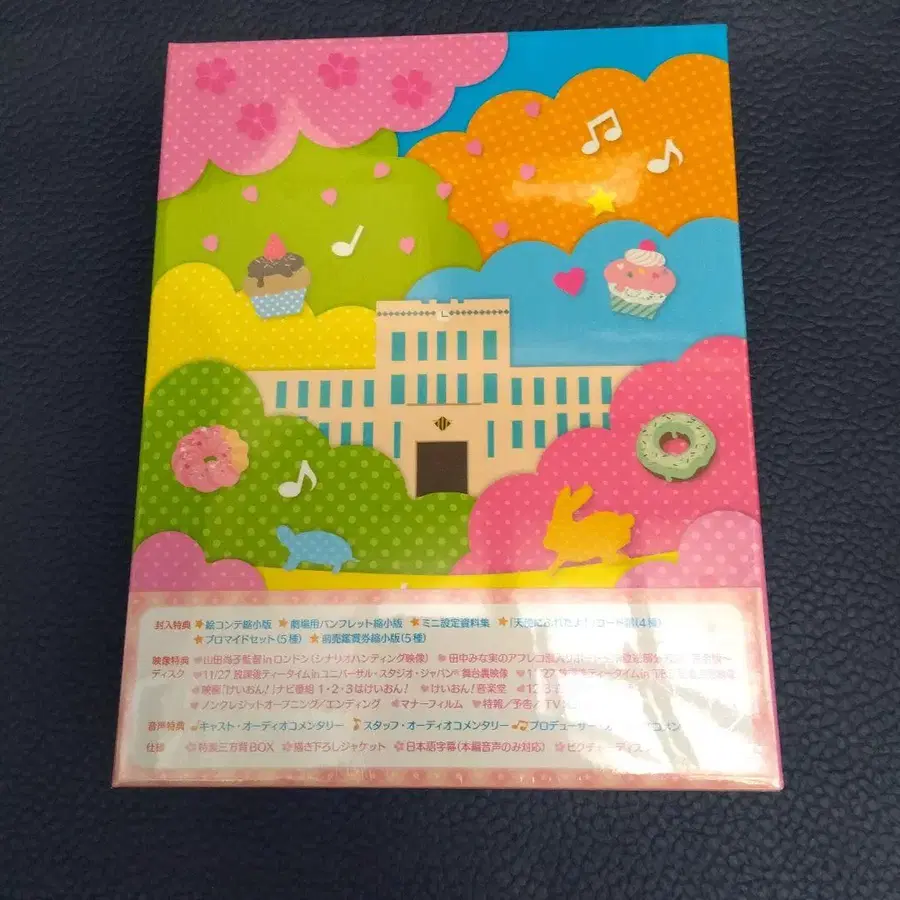 封入特典 ★絵コンテ縮小版 ★劇場用パンフレット縮小版 ★ミニ設定資料集 ★「天使にふれたよ！」コード譜(4種)
★ブロマイドセット(5種) ★前売鑑賞券縮小版(5種)
映像特典 山田尚子監督inロンドン(シナリオハンティング映像) 田中みな実のアフレコ
ディスク 11/27 放課後ティータイムinユニバーサル・スタジオ・ジャパン® 舞台裏映像 11/27
映画「けいおん！」ナビ番組 1・2・3はけいおん！ けいおん！音楽堂 12/3
ノンクレジットオープニング/エンディング マナーフィルム 特報/予告/TV
音声特典 キャスト・オーディオコメンタリー スタッフ・オーディオコメンタリー プロデューサー
仕様 特製三方背BOX 描き下ろしジャケット 日本語字幕(本編音声のみ対応) ピクチャーディスク